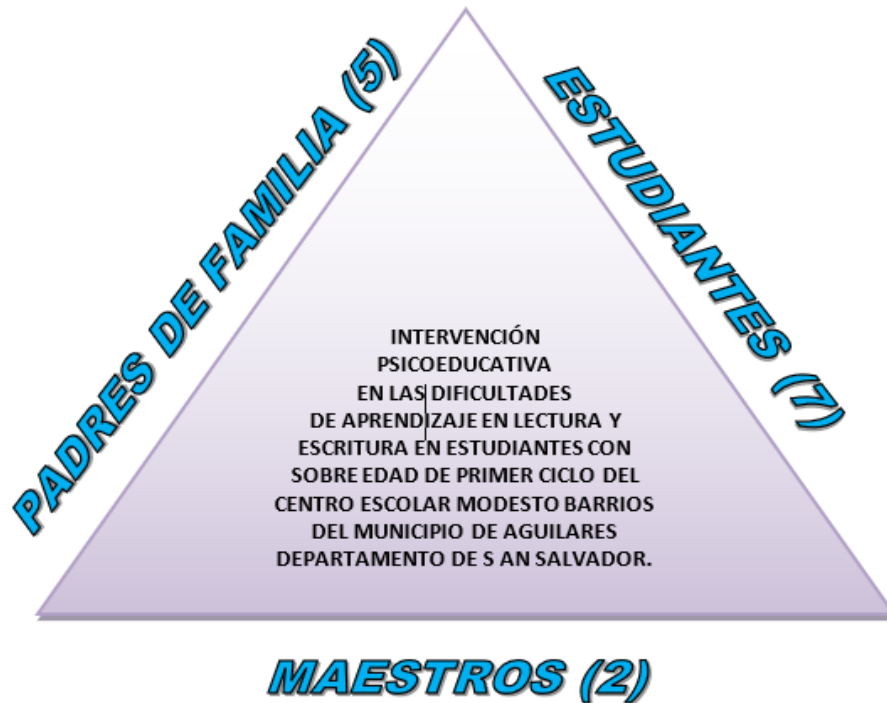 PADRES DE FAMILIA (5)
ESTUDIANTES (7)
INTERVENCIÓN
PSICOEDUCATIVA
EN LAS DIFICULTADES
DE APRENDIZAJE EN LECTURA Y
ESCRITURA EN ESTUDIANTES CON
SOBRE EDAD DE PRIMER CICLO DEL
CENTRO ESCOLAR MODESTO BARRIOS
DEL MUNICIPIO DE AGUILARES
DEPARTAMENTO DE S AN SALVADOR.
MAESTROS (2)